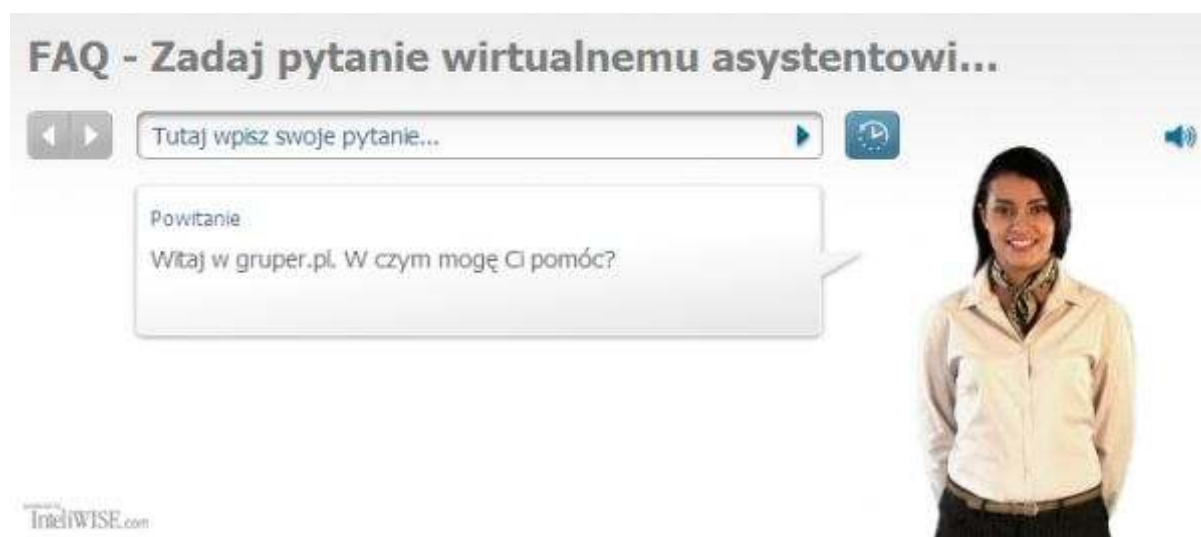 FAQ - Zadaj pytanie wirtualnemu asystentowi...
Tutaj wpisz swoje pytanie...
Powitanie
Witaj w gruper.pl. W czym mogę Ci pomóc?
InteliWISE.com